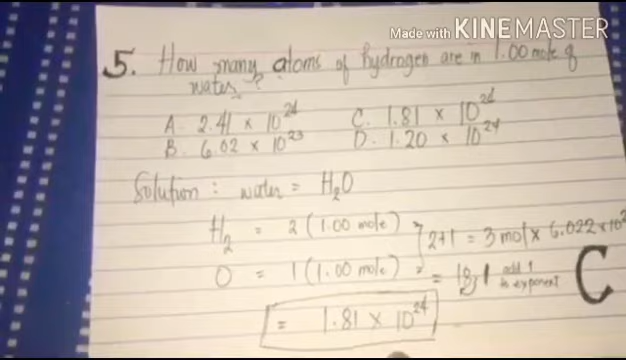 Made with KINEMASTER
5. How many atoms of hydrogen are in 1.00 mole of
water?
A. 2.41 x 10^24 C. 1.81 x 10^24
B. 6.02 x 10^23 D. 1.20 x 10^24
Solution : water = H₂O
H₂ = 2 (1.00 mole) 2+1 = 3 mol x 6.022 x 10
O = 1 (1.00 mole) = 18.1 add 1 to exponent C
= 1.81 x 10^24